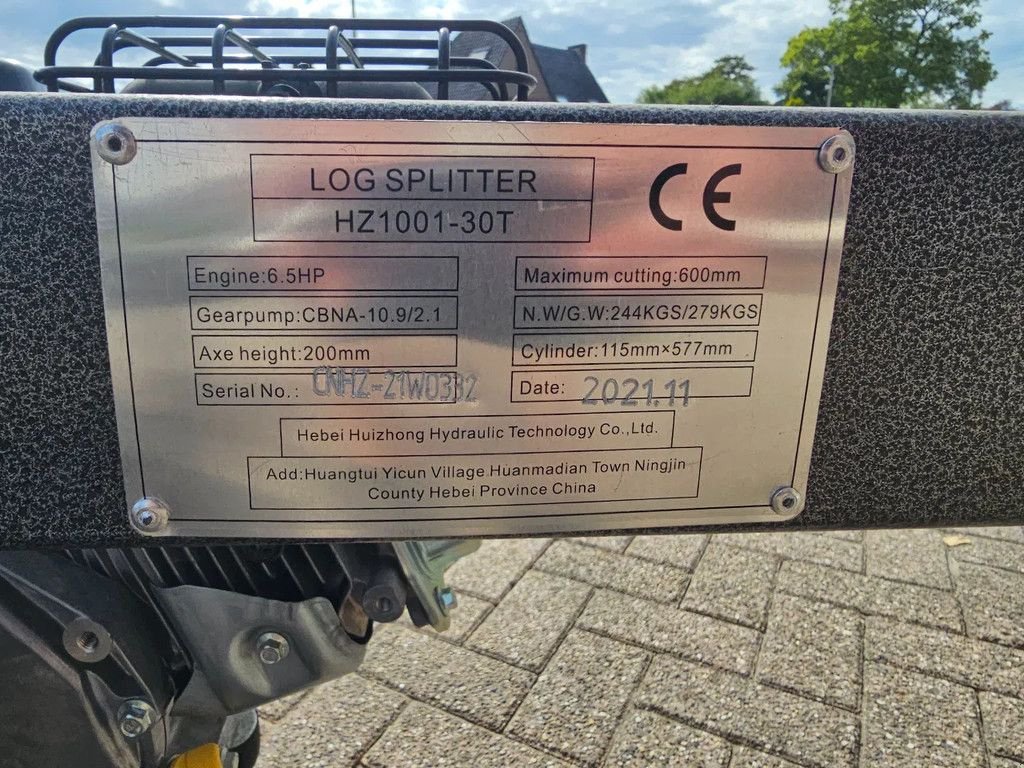 LOG SPLITTER
HZ1001-30T
CE
Engine:6.5HP
Maximum cutting:600mm
Gearpump:CBNA-10.9/2.1
N.W/G.W:244KGS/279KGS
Axe height:200mm
Cylinder:115mm×577mm
Serial No.: CNHZ-21W0332
Date: 2021.11
Hebei Huizhong Hydraulic Technology Co.,Ltd.
Add:Huangtui Yicun Village Huanmadian Town Ningjin
County Hebei Province China